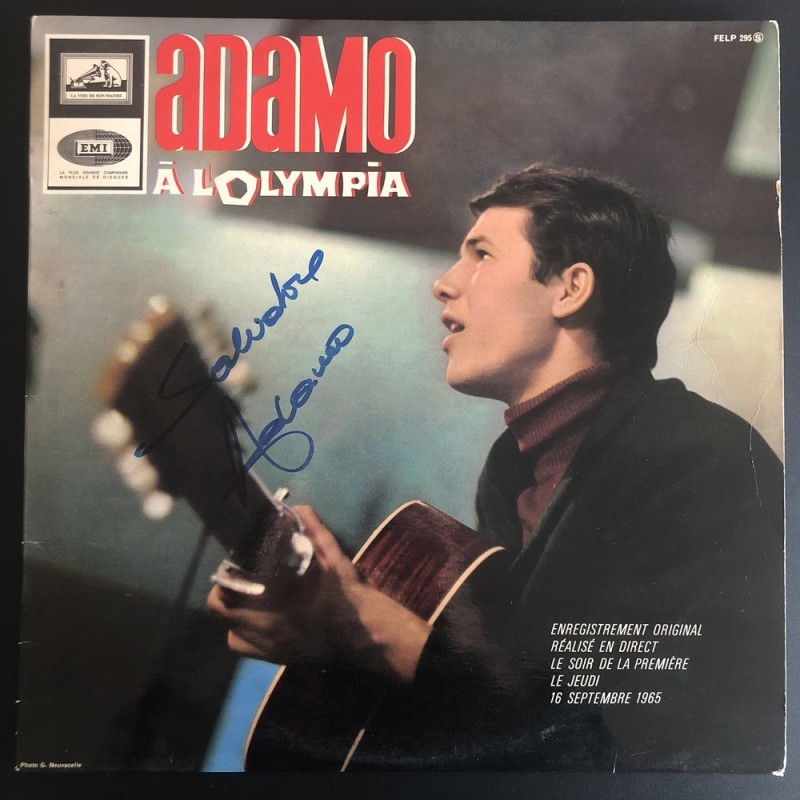 FELP 295 S
ADAMO
À L'OLYMPIA
LA VOIX DE SON MAITRE
EMI
LA PLUS GRANDE COMPAGNIE
MONDIALE DE DISQUES
Salvatore
Adamo
ENREGISTREMENT ORIGINAL
RÉALISÉ EN DIRECT
LE SOIR DE LA PREMIÈRE
LE JEUDI
16 SEPTEMBRE 1965
Photo G. Neuvecelle